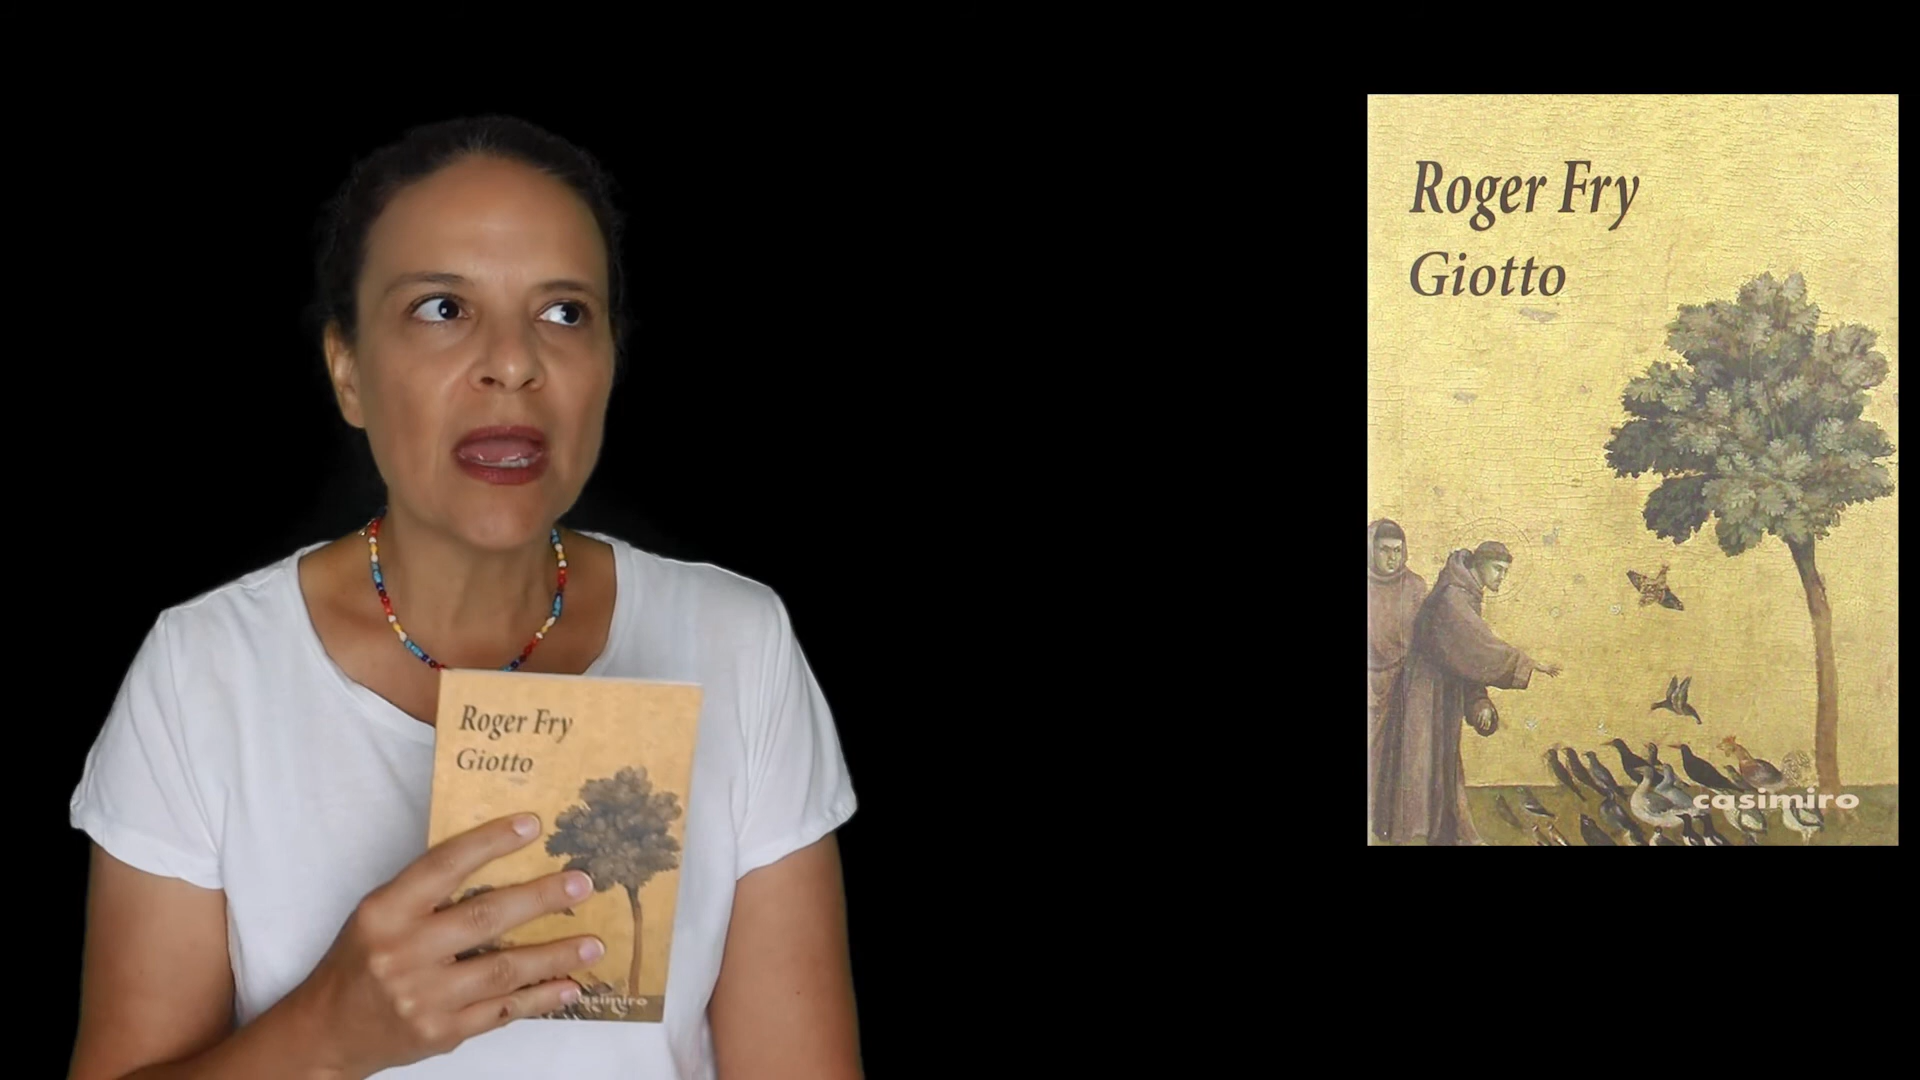 Roger Fry
Giotto
casimiro
Roger Fry
Giotto
casimiro